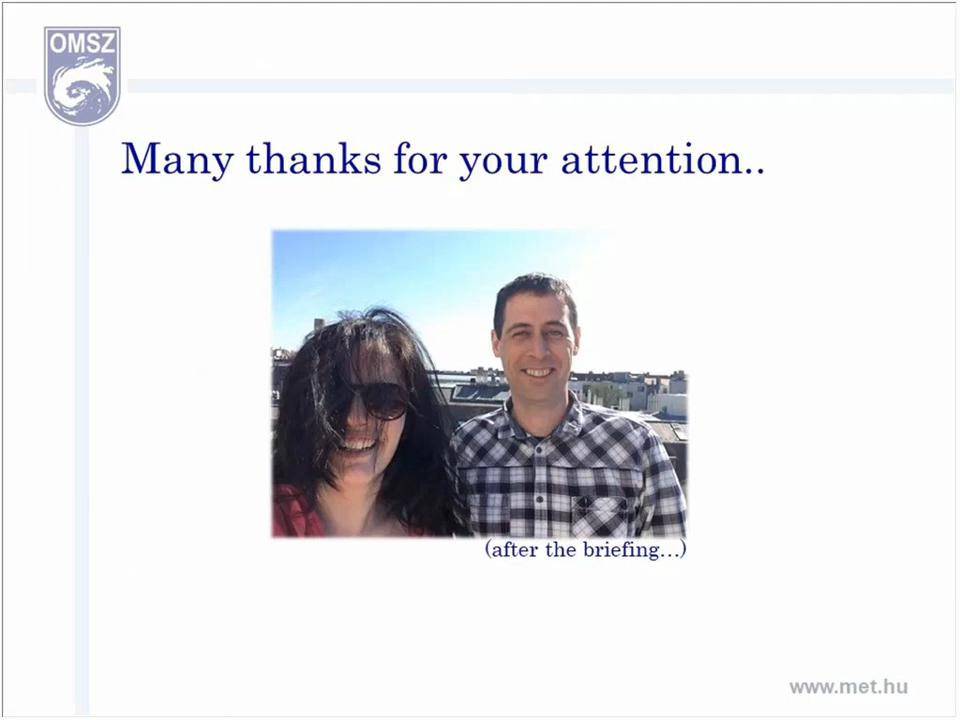 OMSZ
Many thanks for your attention..
(after the briefing...)
www.met.hu